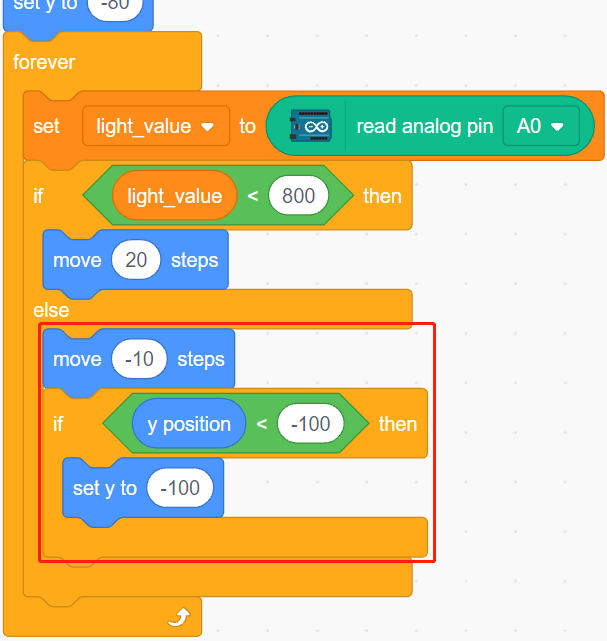 set y to -80
forever
set light_value to read analog pin A0
if light_value < 800 then
move 20 steps
else
move -10 steps
if y position < -100 then
set y to -100